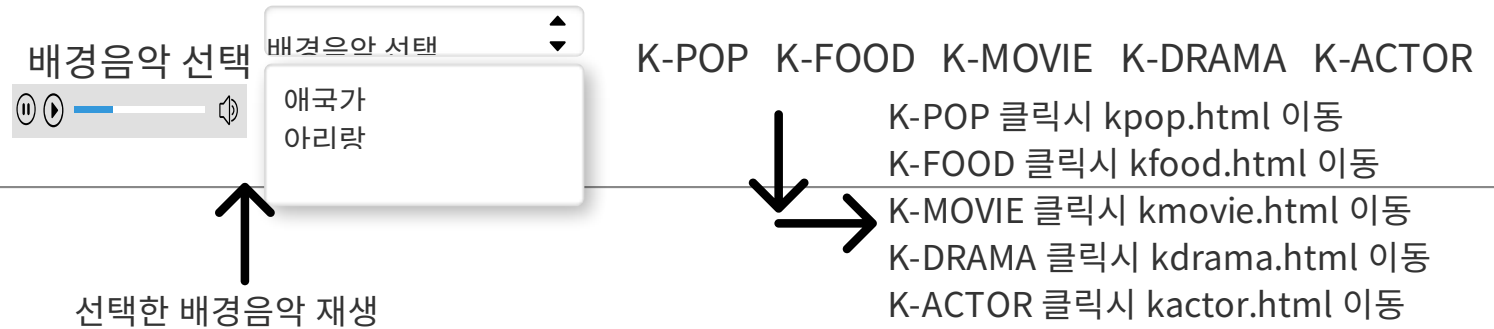 배경음악 선택
배경음악 선택
애국가
아리랑
K-POP K-FOOD K-MOVIE K-DRAMA K-ACTOR
K-POP 클릭시 kpop.html 이동
K-FOOD 클릭시 kfood.html 이동
K-MOVIE 클릭시 kmovie.html 이동
K-DRAMA 클릭시 kdrama.html 이동
K-ACTOR 클릭시 kactor.html 이동
선택한 배경음악 재생